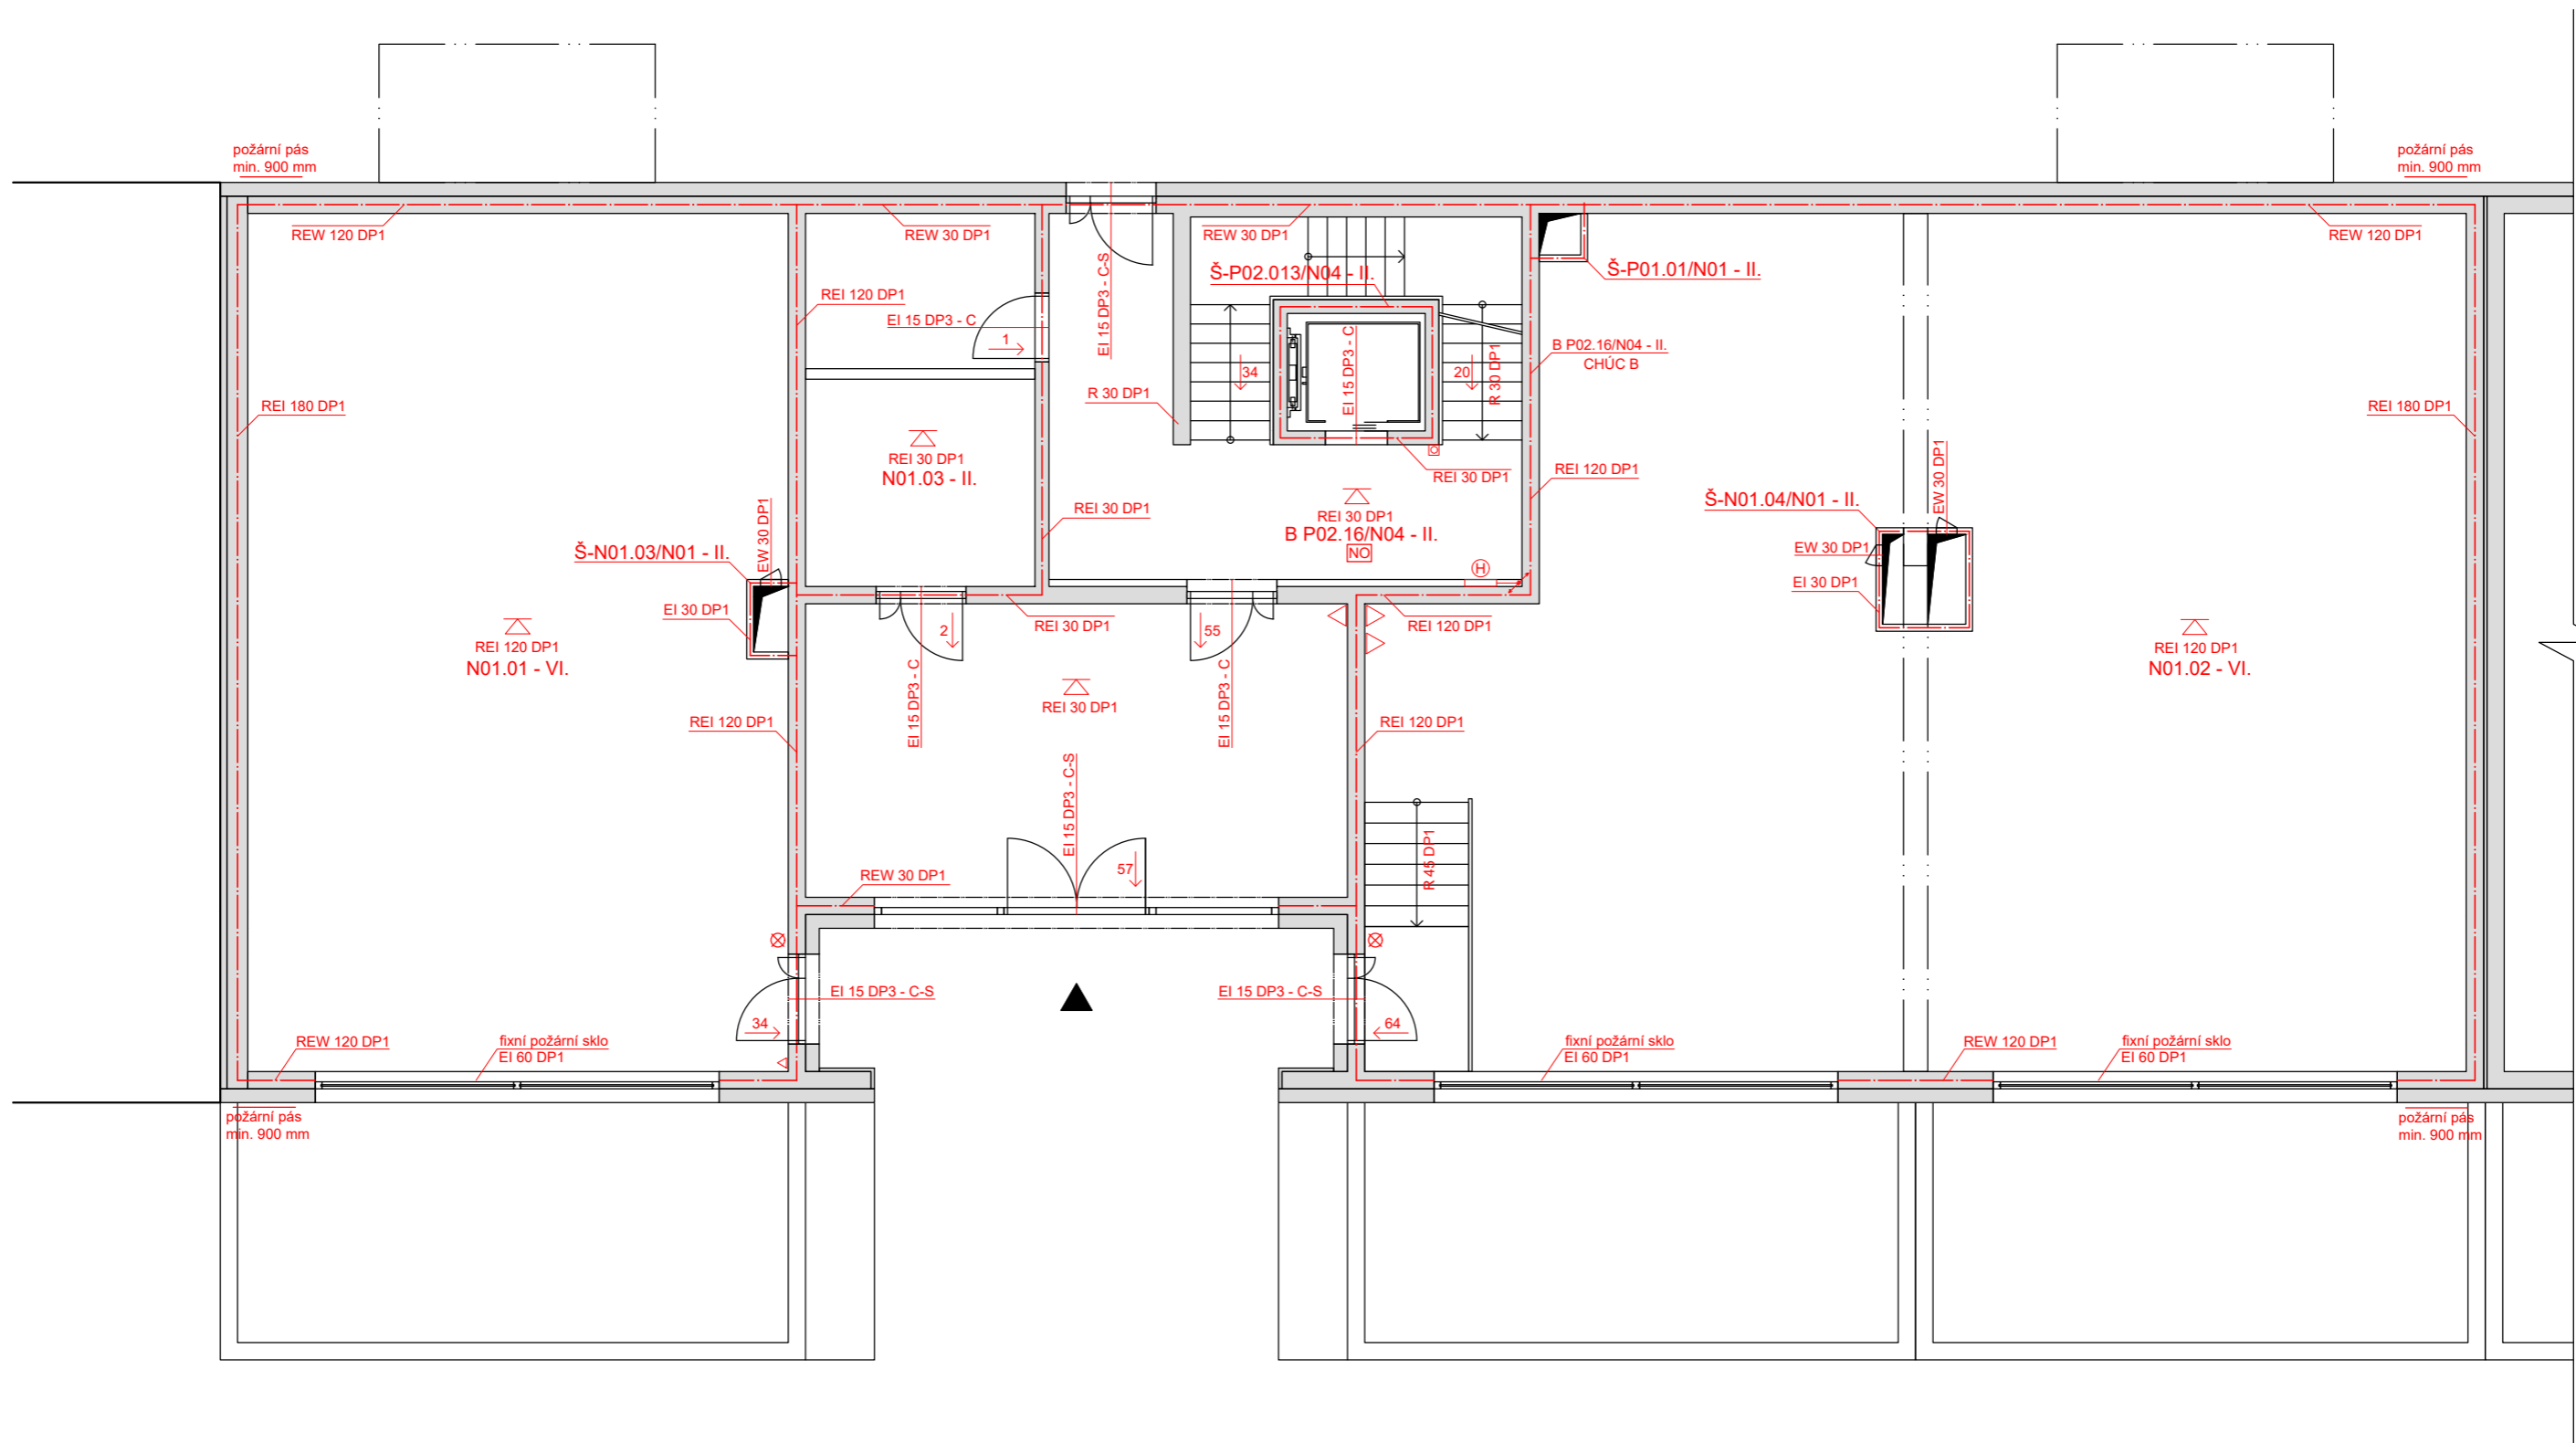 požární pás
min. 900 mm
požární pás
min. 900 mm
REW 120 DP1
REW 30 DP1
REW 30 DP1
REW 120 DP1
EI 15 DP3 - C-S
Š-P02.013/N04 - II.
Š-P01.01/N01 - II.
REI 120 DP1
EI 15 DP3 - C
1
EI 15 DP3 - C
R 30 DP1
B P02.16/N04 - II.
CHÚC B
34
20
R 30 DP1
REI 180 DP1
REI 180 DP1
REI 30 DP1
N01.03 - II.
REI 30 DP1
REI 120 DP1
EW 30 DP1
Š-N01.04/N01 - II.
REI 30 DP1
REI 30 DP1
B P02.16/N04 - II.
NO
EW 30 DP1
Š-N01.03/N01 - II.
EW 30 DP1
H
EI 30 DP1
EI 30 DP1
2
REI 30 DP1
55
REI 120 DP1
REI 120 DP1
N01.01 - VI.
REI 120 DP1
N01.02 - VI.
EI 15 DP3 - C
EI 15 DP3 - C
REI 30 DP1
REI 120 DP1
REI 120 DP1
EI 15 DP3 - C-S
57
R 45 DP1
REW 30 DP1
EI 15 DP3 - C-S
EI 15 DP3 - C-S
34
64
REW 120 DP1
fixní požární sklo
EI 60 DP1
fixní požární sklo
EI 60 DP1
REW 120 DP1
fixní požární sklo
EI 60 DP1
požární pás
min. 900 mm
požární pás
min. 900 mm